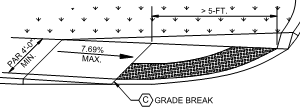 > 5-FT.
PAR 4'-0"
MIN.
7.69%
MAX.
C GRADE BREAK